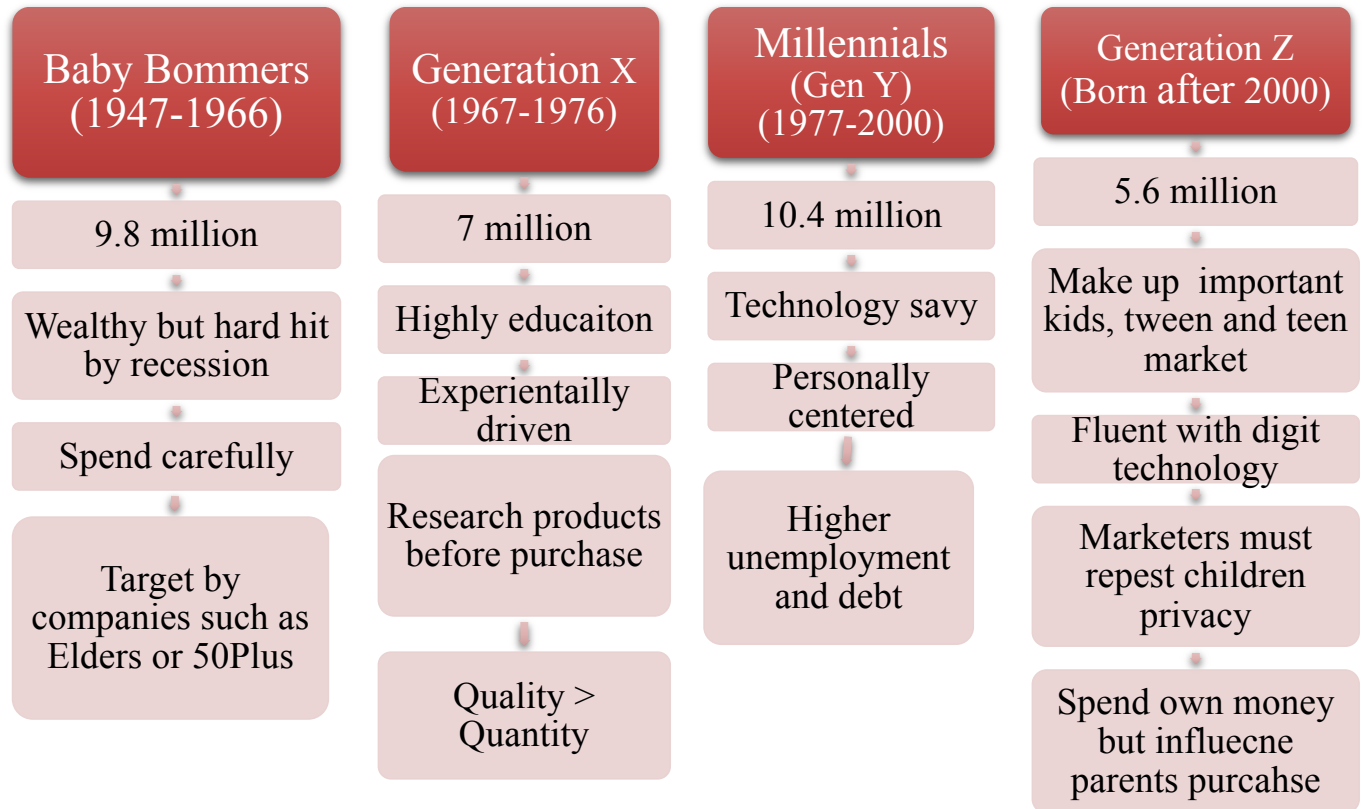 Baby Bommers
(1947-1966)
9.8 million
Wealthy but hard hit
by recession
Spend carefully
Target by
companies such as
Elders or 50Plus
Generation X
(1967-1976)
7 million
Highly educaiton
Experientailly
driven
Research products
before purchase
Quality >
Quantity
Millennials
(Gen Y)
(1977-2000)
10.4 million
Technology savy
Personally
centered
Higher
unemployment
and debt
Generation Z
(Born after 2000)
5.6 million
Make up important
kids, tween and teen
market
Fluent with digit
technology
Marketers must
repest children
privacy
Spend own money
but influecne
parents purcahse